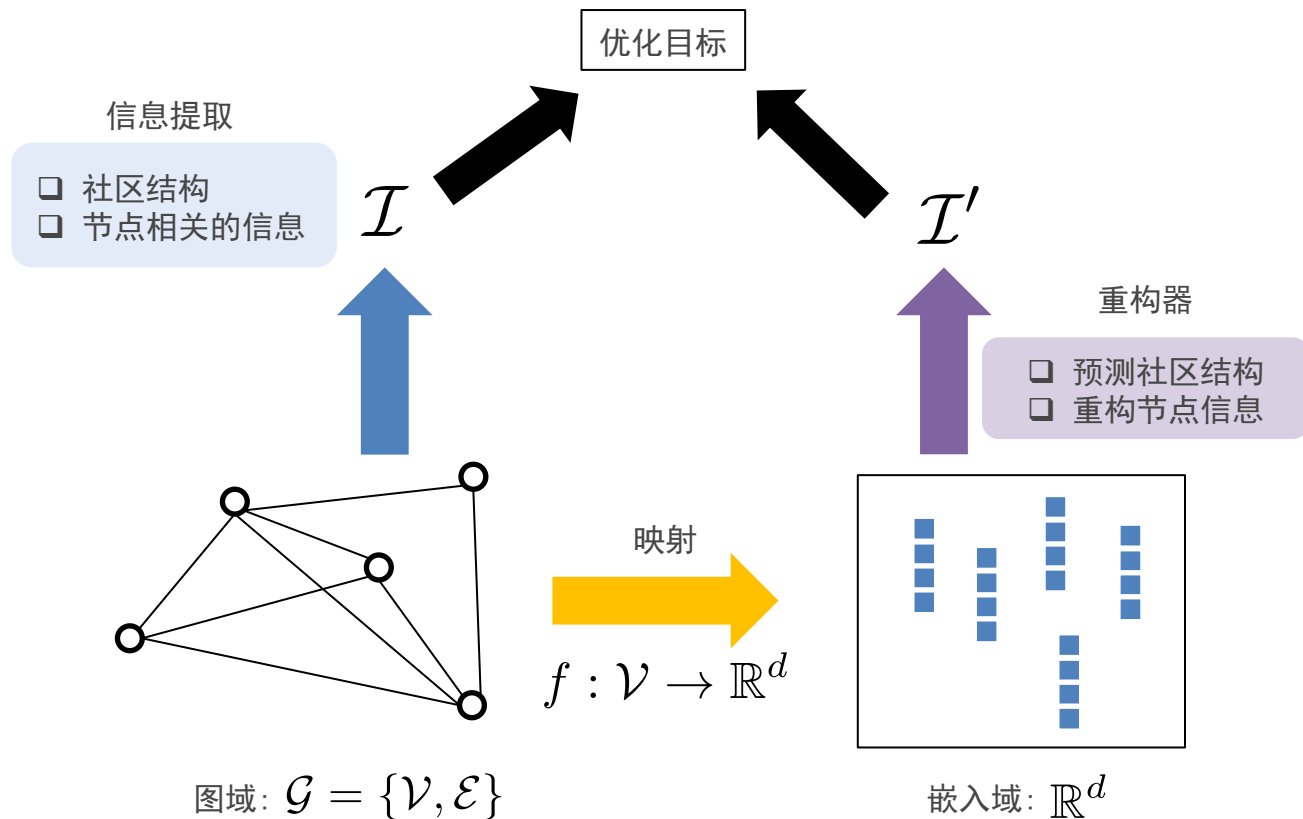 优化目标
信息提取
❑ 社区结构
❑ 节点相关的信息
ℐ
ℐ′
重构器
❑ 预测社区结构
❑ 重构节点信息
映射
f : 𝒱 → ℝ^d
图域: 𝒢 = {𝒱, ℰ}
嵌入域: ℝ^d